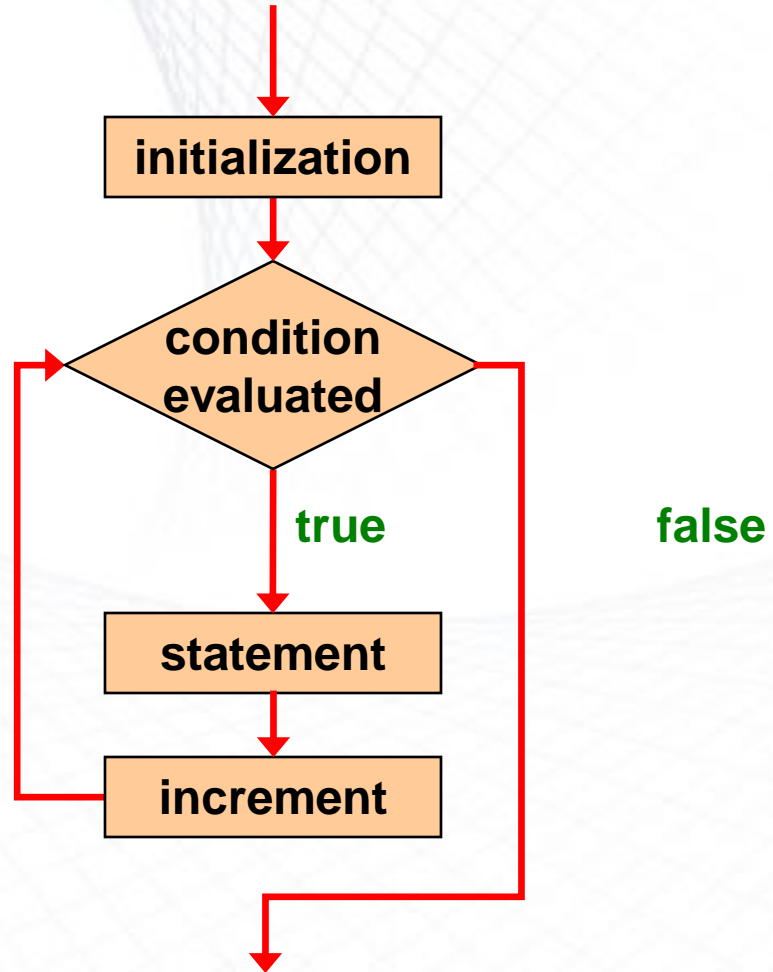 initialization
condition
evaluated
true
false
statement
increment